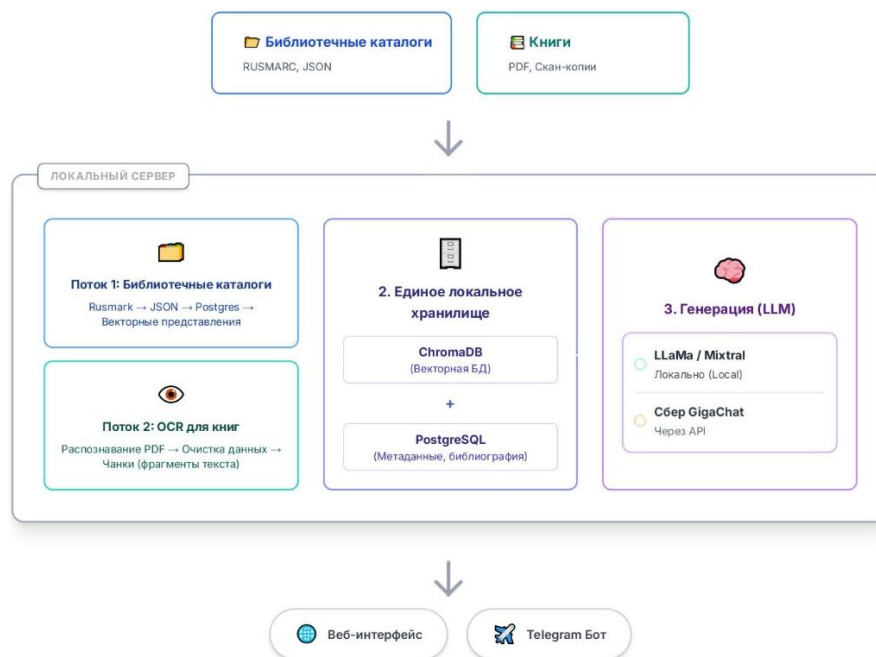 Библиотечные каталоги
RUSMARC, JSON
Книги
PDF, Скан-копии
ЛОКАЛЬНЫЙ СЕРВЕР
Поток 1: Библиотечные каталоги
Rusmark → JSON → Postgres →
Векторные представления
Поток 2: OCR для книг
Распознавание PDF → Очистка данных →
Чанки (фрагменты текста)
2. Единое локальное
хранилище
ChromaDB
(Векторная БД)
+
PostgreSQL
(Метаданные, библиография)
3. Генерация (LLM)
LLaMa / Mixtral
Локально (Local)
Сбер GigaChat
Через API
Веб-интерфейс
Telegram Бот